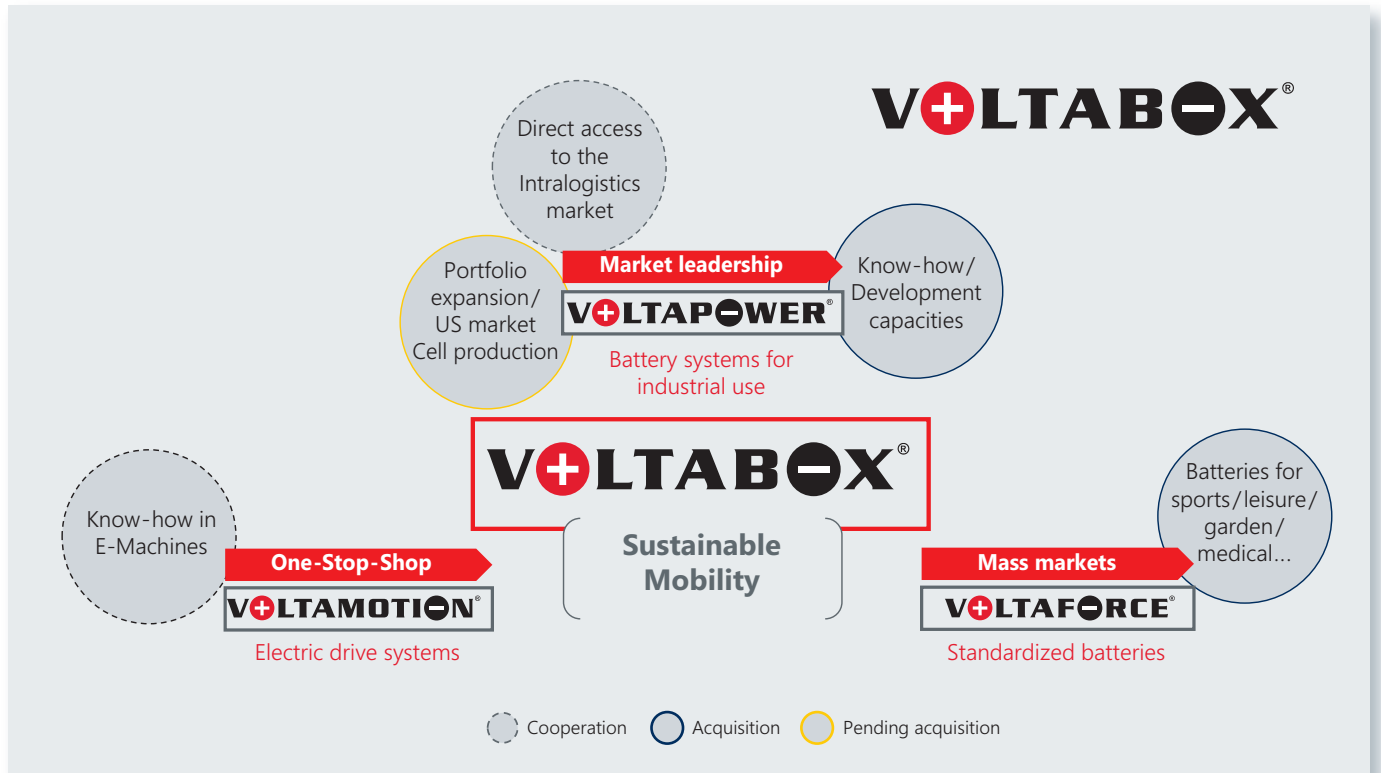 VOLTABOX®
Direct access
to the
Intralogistics
market
Portfolio
expansion/
US market
Cell production
Market leadership
VOLTAPOWER®
Battery systems for
industrial use
Know-how/
Development
capacities
VOLTABOX®
Sustainable
Mobility
Know-how in
E-Machines
One-Stop-Shop
VOLTAMOTION®
Electric drive systems
Mass markets
VOLTAFORCE®
Standardized batteries
Batteries for
sports/leisure/
garden/
medical...
Cooperation
Acquisition
Pending acquisition